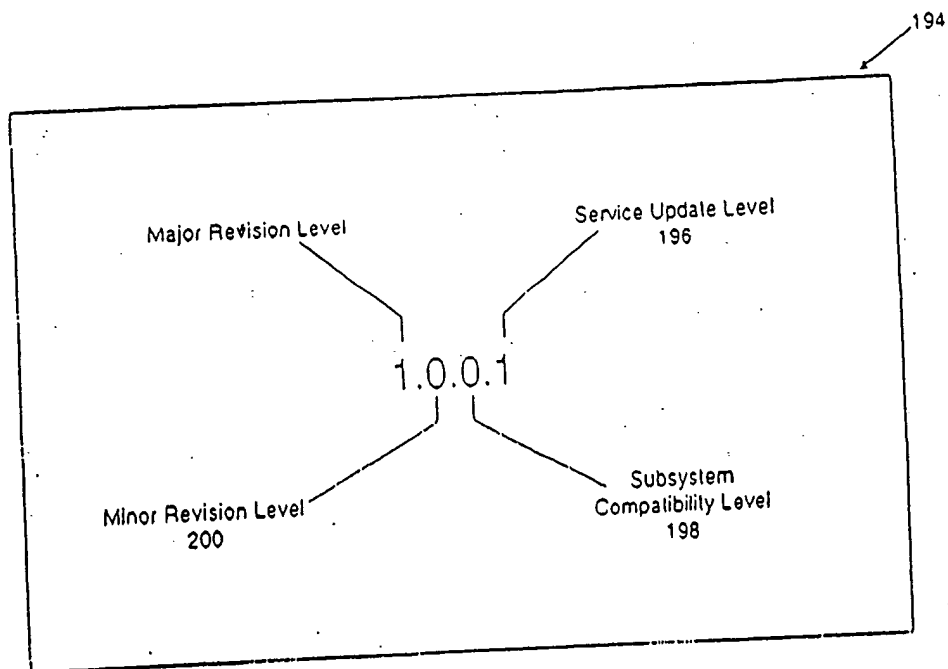 194
Major Revision Level
Service Update Level
196
1.0.0.1
Minor Revision Level
200
Subsystem
Compatibility Level
198